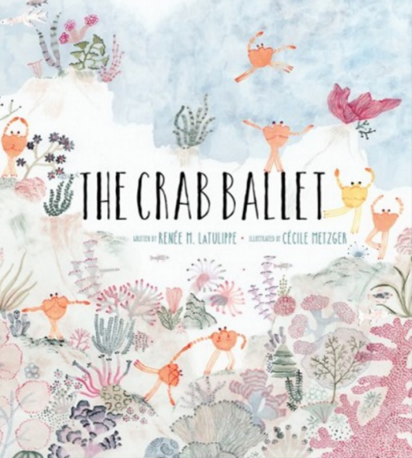 THE CRAB BALLET
WRITTEN BY RENÉE M. LATULIPPE • ILLUSTRATED BY CÉCILE METZGER